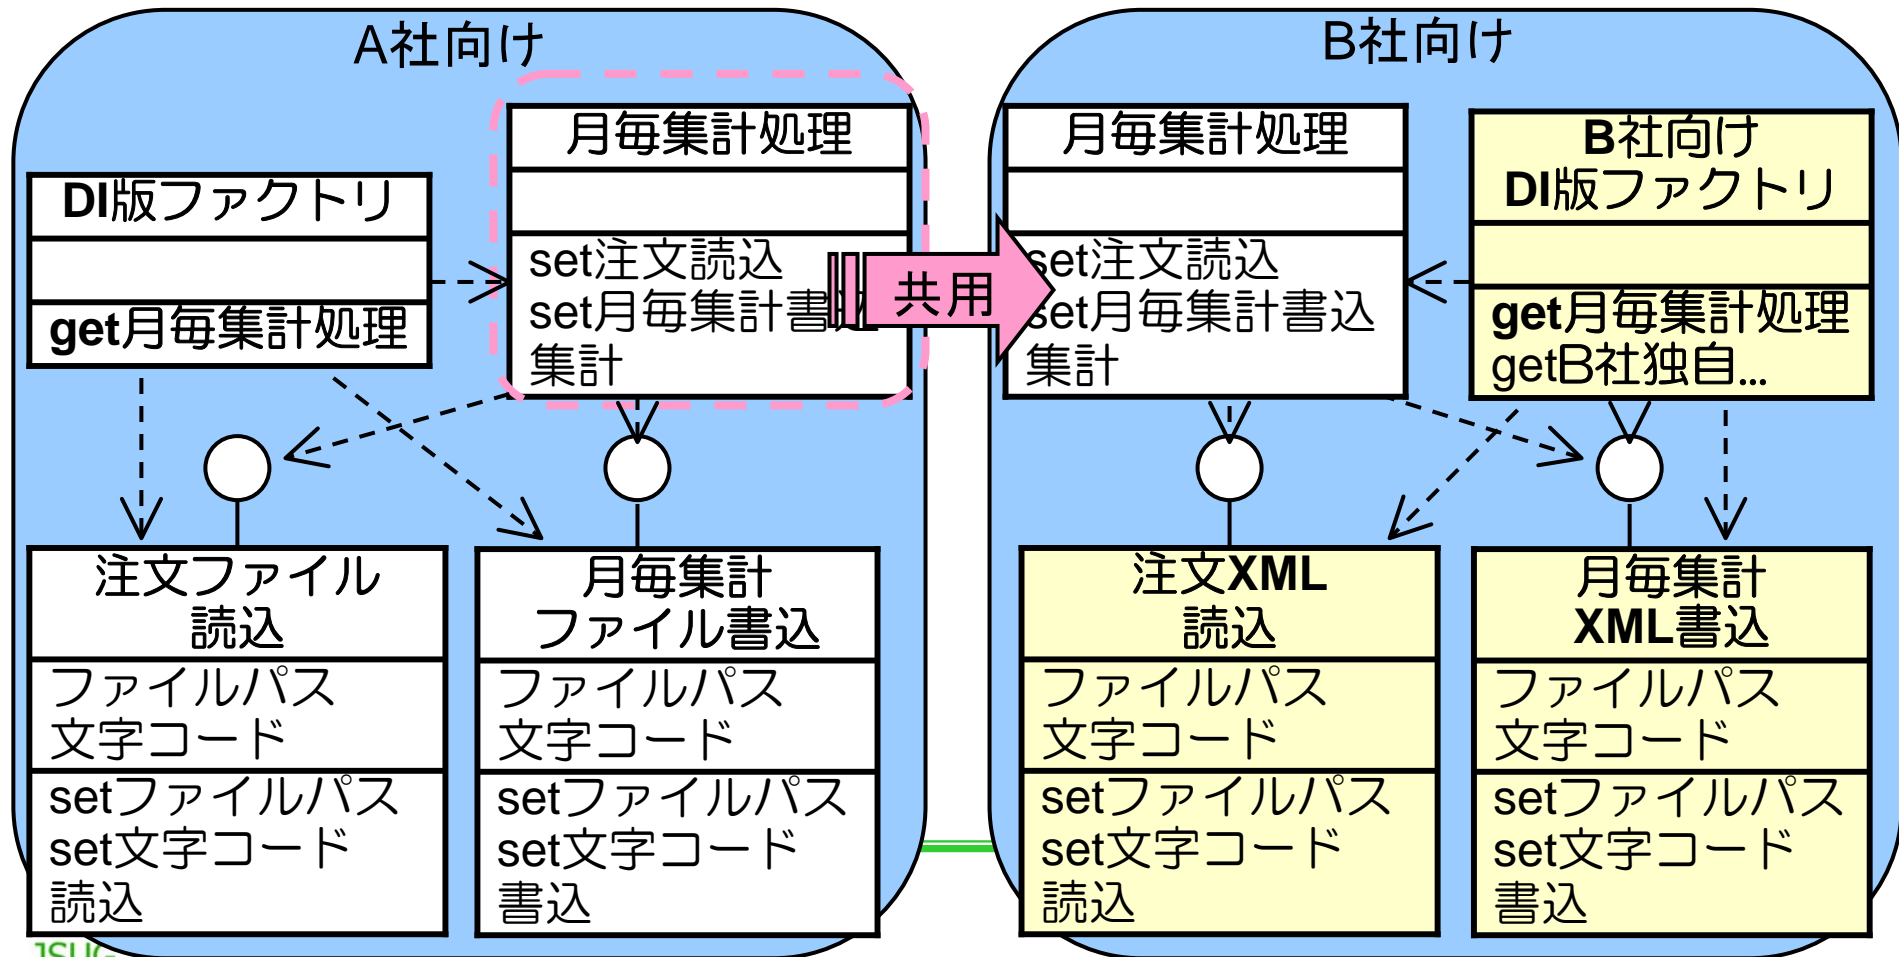 A社向け
月毎集計処理
DI版ファクトリ
get月毎集計処理
set注文読込
set月毎集計書込
集計
注文ファイル
読込
ファイルパス
文字コード
setファイルパス
set文字コード
読込
月毎集計
ファイル書込
ファイルパス
文字コード
setファイルパス
set文字コード
書込
共用
B社向け
月毎集計処理
set注文読込
set月毎集計書込
集計
B社向け
DI版ファクトリ
get月毎集計処理
getB社独自...
注文XML
読込
ファイルパス
文字コード
setファイルパス
set文字コード
読込
月毎集計
XML書込
ファイルパス
文字コード
setファイルパス
set文字コード
書込
JSUG